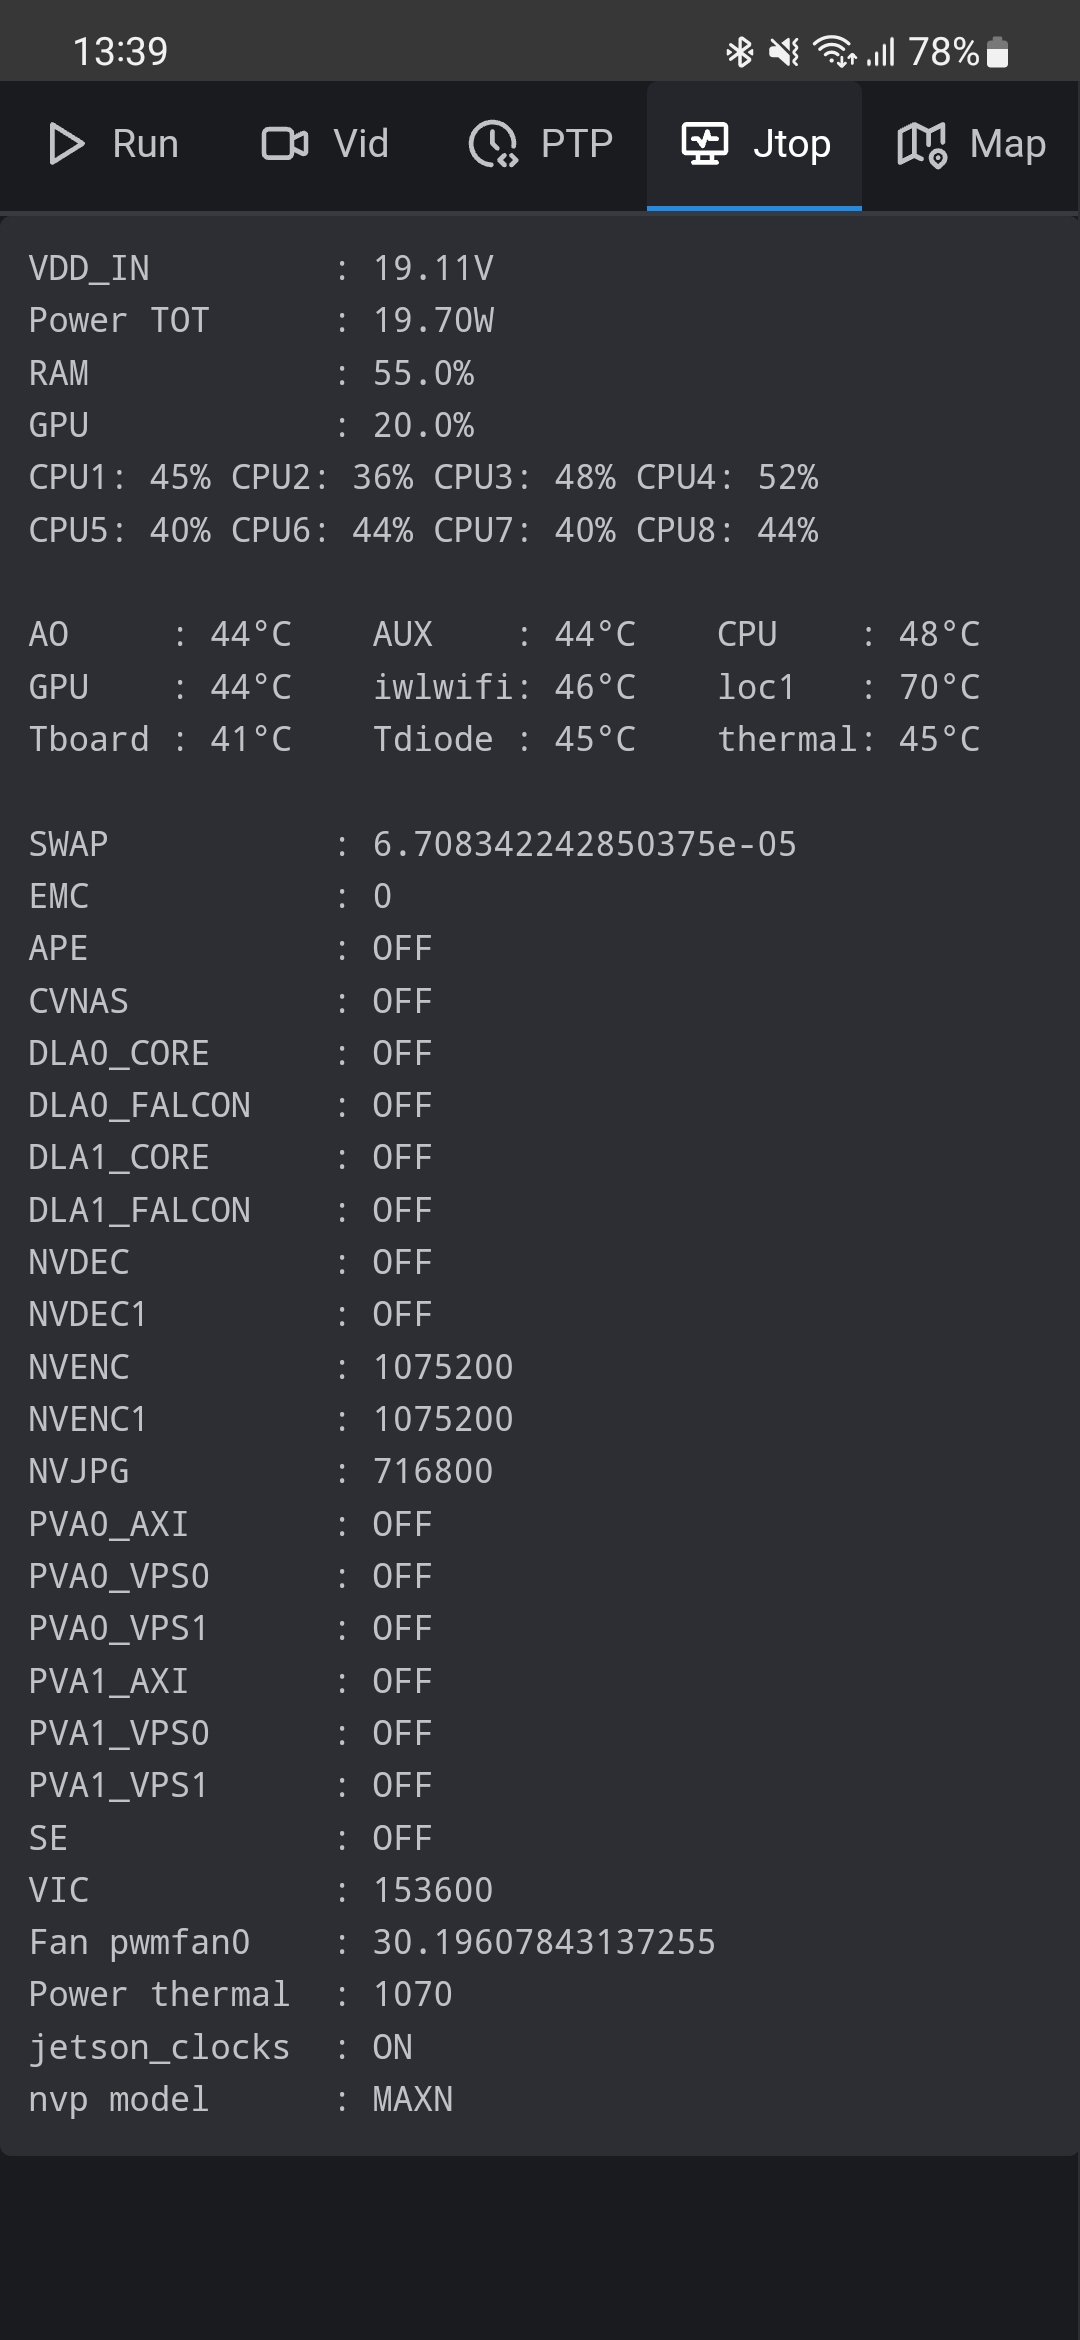 13:39 78%
Run Vid PTP Jtop Map
VDD_IN : 19.11V
Power TOT : 19.70W
RAM : 55.0%
GPU : 20.0%
CPU1: 45% CPU2: 36% CPU3: 48% CPU4: 52%
CPU5: 40% CPU6: 44% CPU7: 40% CPU8: 44%
AO : 44°C AUX : 44°C CPU : 48°C
GPU : 44°C iwlwifi: 46°C loc1 : 70°C
Tboard : 41°C Tdiode : 45°C thermal: 45°C
SWAP : 6.708342242850375e-05
EMC : 0
APE : OFF
CVNAS : OFF
DLA0_CORE : OFF
DLA0_FALCON : OFF
DLA1_CORE : OFF
DLA1_FALCON : OFF
NVDEC : OFF
NVDEC1 : OFF
NVENC : 1075200
NVENC1 : 1075200
NVJPG : 716800
PVA0_AXI : OFF
PVA0_VPS0 : OFF
PVA0_VPS1 : OFF
PVA1_AXI : OFF
PVA1_VPS0 : OFF
PVA1_VPS1 : OFF
SE : OFF
VIC : 153600
Fan pwmfan0 : 30.19607843137255
Power thermal : 1070
jetson_clocks : ON
nvp model : MAXN